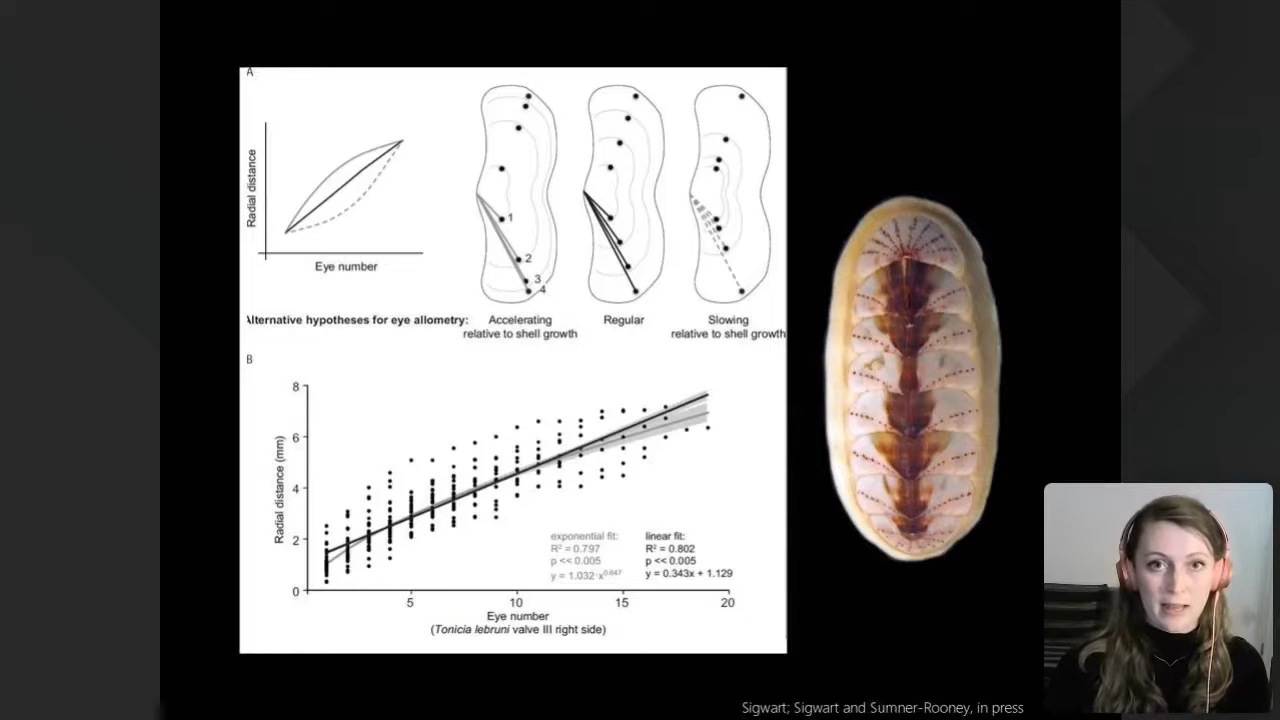 A
Radial distance
Eye number
1
2
3
4
Alternative hypotheses for eye allometry:
Accelerating
relative to shell growth
Regular
Slowing
relative to shell growth
B
8
6
4
2
0
Radial distance (mm)
exponential fit:
R² = 0.797
p << 0.005
y = 1.032·x^0.647
linear fit:
R² = 0.802
p << 0.005
y = 0.343x + 1.129
5
10
15
20
Eye number
(Tonicia lebruni valve III right side)
Sigwart; Sigwart and Sumner-Rooney, in press